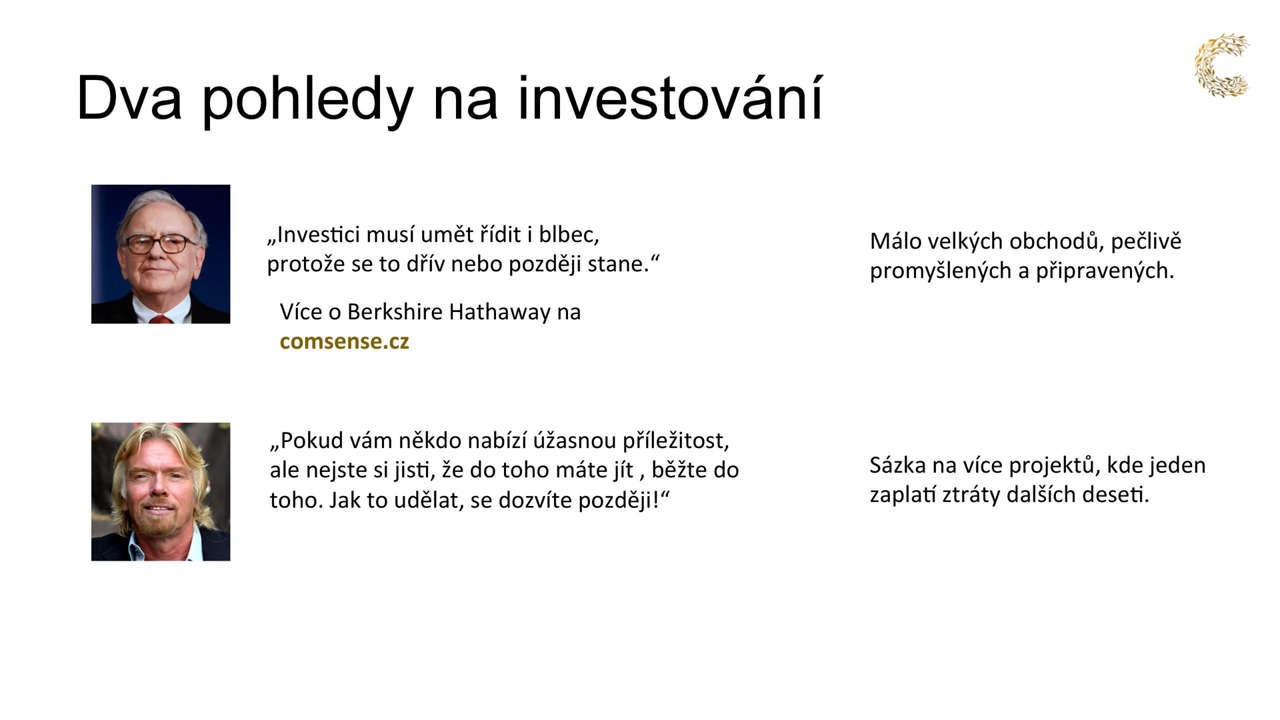 Dva pohledy na investování
„Investici musí umět řídit i blbec,
protože se to dřív nebo později stane.“
Málo velkých obchodů, pečlivě
promyšlených a připravených.
Více o Berkshire Hathaway na
comsense.cz
„Pokud vám někdo nabízí úžasnou příležitost,
ale nejste si jisti, že do toho máte jít , běžte do
toho. Jak to udělat, se dozvíte později!“
Sázka na více projektů, kde jeden
zaplatí ztráty dalších deseti.